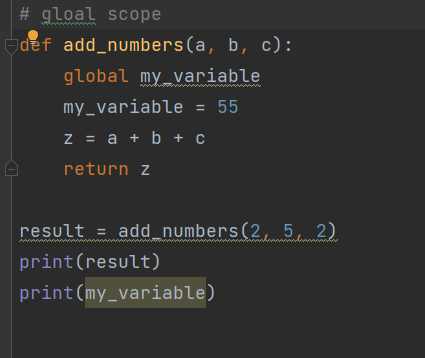 # gloal scope
def add_numbers(a, b, c):
    global my_variable
    my_variable = 55
    z = a + b + c
    return z
result = add_numbers(2, 5, 2)
print(result)
print(my_variable)